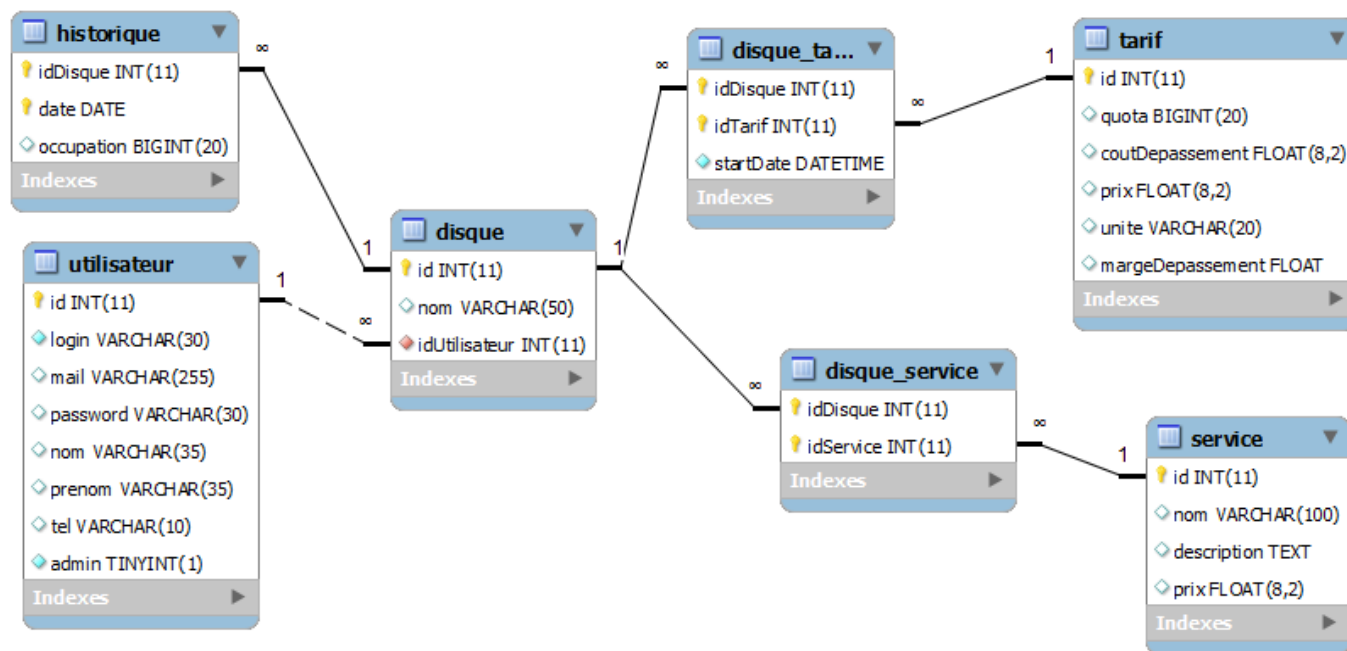 historique
idDisque INT(11)
date DATE
occupation BIGINT(20)
Indexes
∞
1
utilisateur
id INT(11)
login VARCHAR(30)
mail VARCHAR(255)
password VARCHAR(30)
nom VARCHAR(35)
prenom VARCHAR(35)
tel VARCHAR(10)
admin TINYINT(1)
Indexes
1
∞
disque
id INT(11)
nom VARCHAR(50)
idUtilisateur INT(11)
Indexes
1
∞
disque_ta...
idDisque INT(11)
idTarif INT(11)
startDate DATETIME
Indexes
∞
1
tarif
id INT(11)
quota BIGINT(20)
coutDepassement FLOAT(8,2)
prix FLOAT(8,2)
unite VARCHAR(20)
margeDepassement FLOAT
Indexes
∞
disque_service
idDisque INT(11)
idService INT(11)
Indexes
∞
1
service
id INT(11)
nom VARCHAR(100)
description TEXT
prix FLOAT(8,2)
Indexes